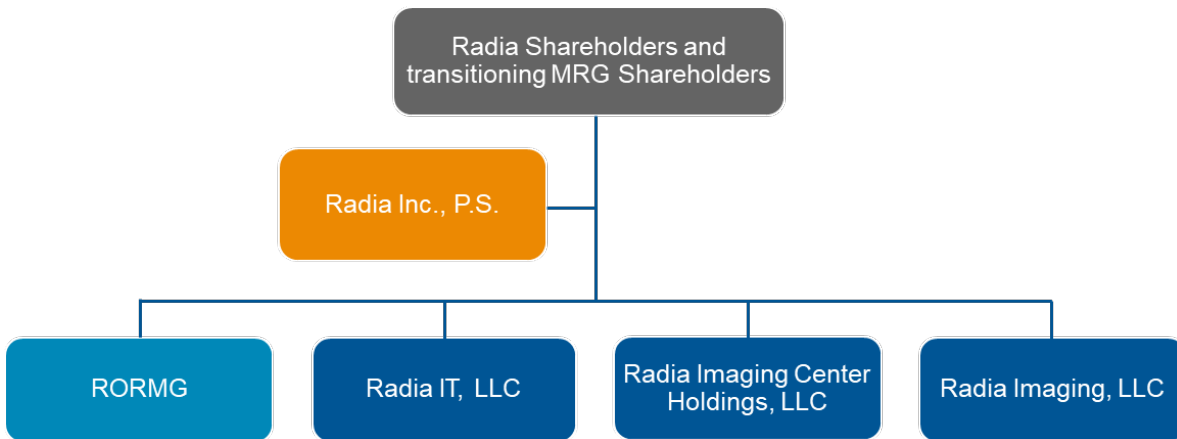 Radia Shareholders and
transitioning MRG Shareholders
Radia Inc., P.S.
RORMG
Radia IT, LLC
Radia Imaging Center
Holdings, LLC
Radia Imaging, LLC